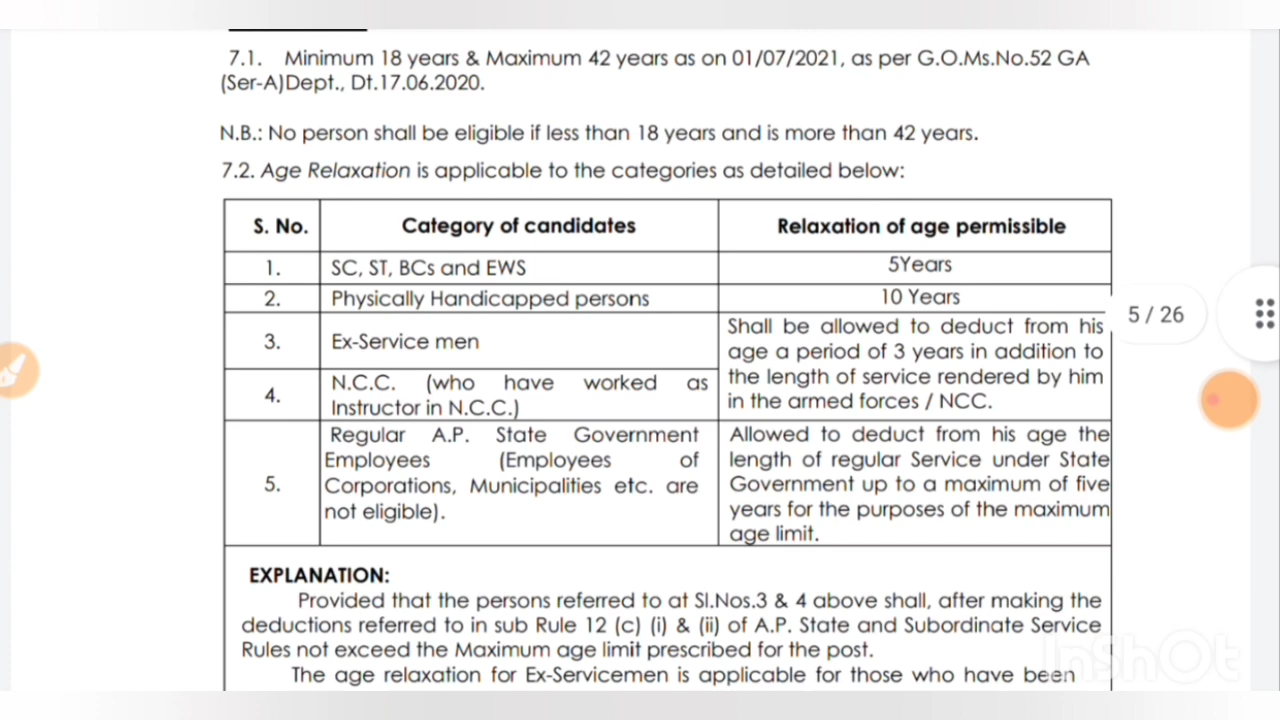 7.1. Minimum 18 years & Maximum 42 years as on 01/07/2021, as per G.O.Ms.No.52 GA
(Ser-A)Dept., Dt.17.06.2020.
N.B.: No person shall be eligible if less than 18 years and is more than 42 years.
7.2. Age Relaxation is applicable to the categories as detailed below:
S. No. Category of candidates Relaxation of age permissible
1. SC, ST, BCs and EWS 5Years
2. Physically Handicapped persons 10 Years
3. Ex-Service men
4. N.C.C. (who have worked as
Instructor in N.C.C.)
Shall be allowed to deduct from his
age a period of 3 years in addition to
the length of service rendered by him
in the armed forces / NCC.
5. Regular A.P. State Government
Employees (Employees of
Corporations, Municipalities etc. are
not eligible).
Allowed to deduct from his age the
length of regular Service under State
Government up to a maximum of five
years for the purposes of the maximum
age limit.
EXPLANATION:
Provided that the persons referred to at Sl.Nos.3 & 4 above shall, after making the
deductions referred to in sub Rule 12 (c) (i) & (ii) of A.P. State and Subordinate Service
Rules not exceed the Maximum age limit prescribed for the post.
The age relaxation for Ex-Servicemen is applicable for those who have been
5 / 26
InShOt